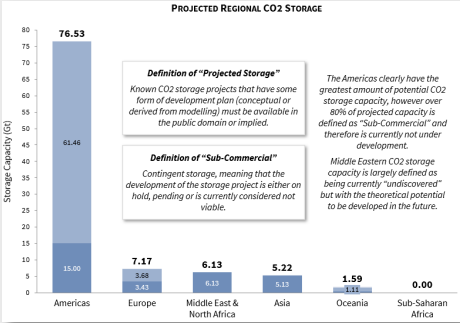 PROJECTED REGIONAL CO2 STORAGE
Storage Capacity (Gt)
80
75
70
65
60
55
50
45
40
35
30
25
20
15
10
5
0
76.53
61.46
15.00
7.17
3.68
3.43
6.13
6.13
5.22
5.13
1.59
1.11
0.00
Americas
Europe
Middle East &
North Africa
Asia
Oceania
Sub-Saharan
Africa
Definition of “Projected Storage”
Known CO2 storage projects that have some
form of development plan (conceptual or
derived from modelling) must be available in
the public domain or implied.
Definition of “Sub-Commercial”
Contingent storage, meaning that the
development of the storage project is either on
hold, pending or is currently considered not
viable.
The Americas clearly have the
greatest amount of potential CO2
storage capacity, however over
80% of projected capacity is
defined as “Sub-Commercial” and
therefore is currently not under
development.
Middle Eastern CO2 storage
capacity is largely defined as
being currently “undiscovered”
but with the theoretical potential
to be developed in the future.